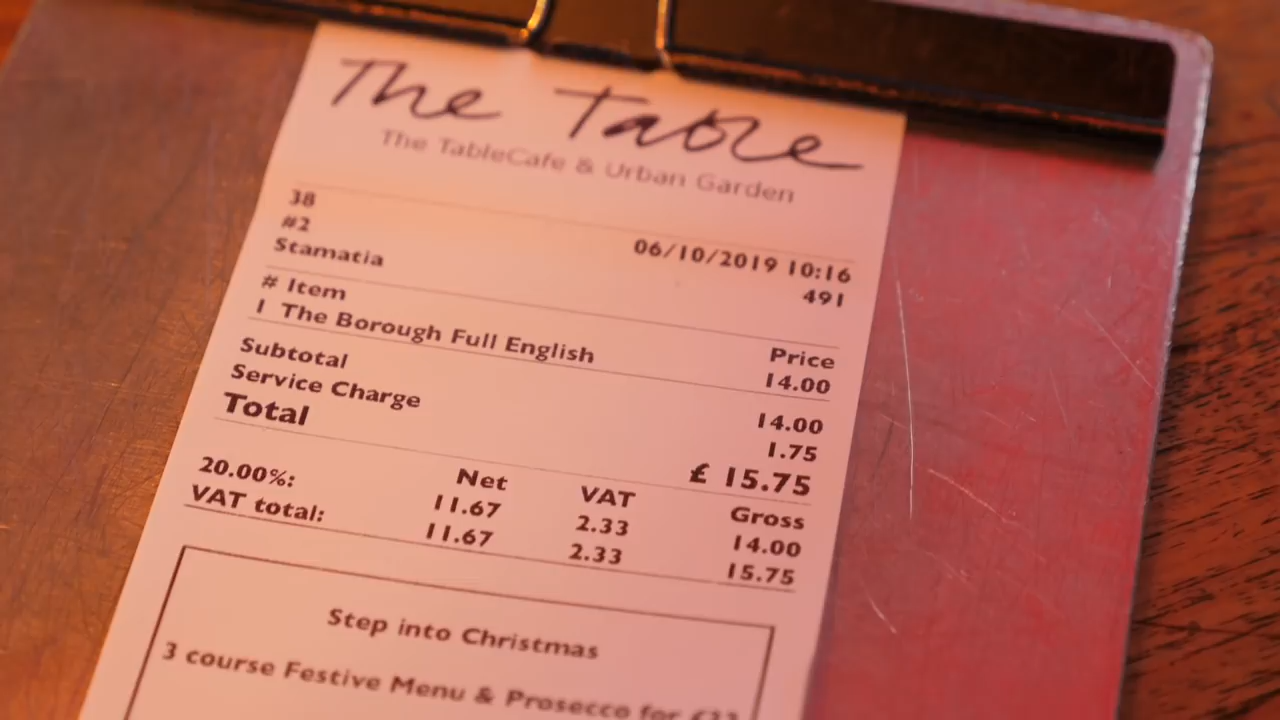 The Table
The TableCafe & Urban Garden
38
#2 06/10/2019 10:16
Stamatia 491
# Item Price
1 The Borough Full English 14.00
Subtotal 14.00
Service Charge 1.75
Total £ 15.75
Net VAT Gross
20.00%: 11.67 2.33 14.00
VAT total: 11.67 2.33 15.75
Step into Christmas
3 course Festive Menu & Prosecco for